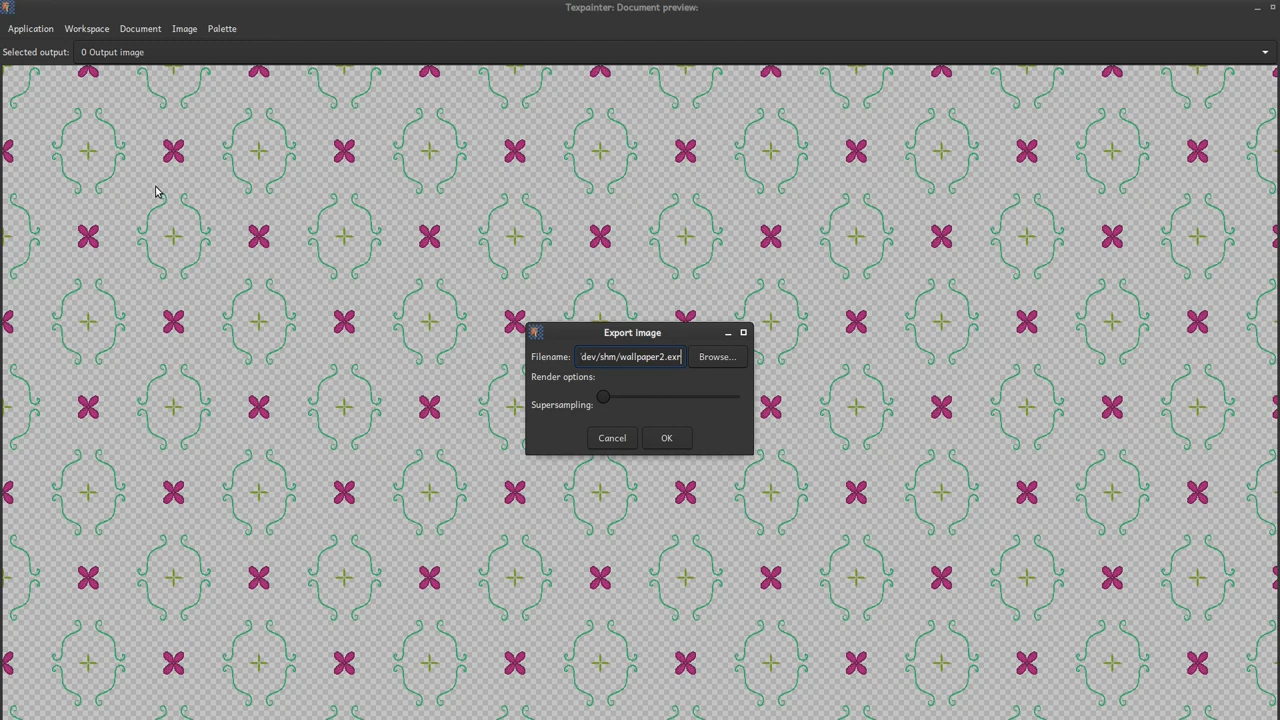 Texpainter: Document preview:
Application Workspace Document Image Palette
Selected output: 0 Output image
Export image
Filename: dev/shm/wallpaper2.exr Browse...
Render options:
Supersampling:
Cancel OK